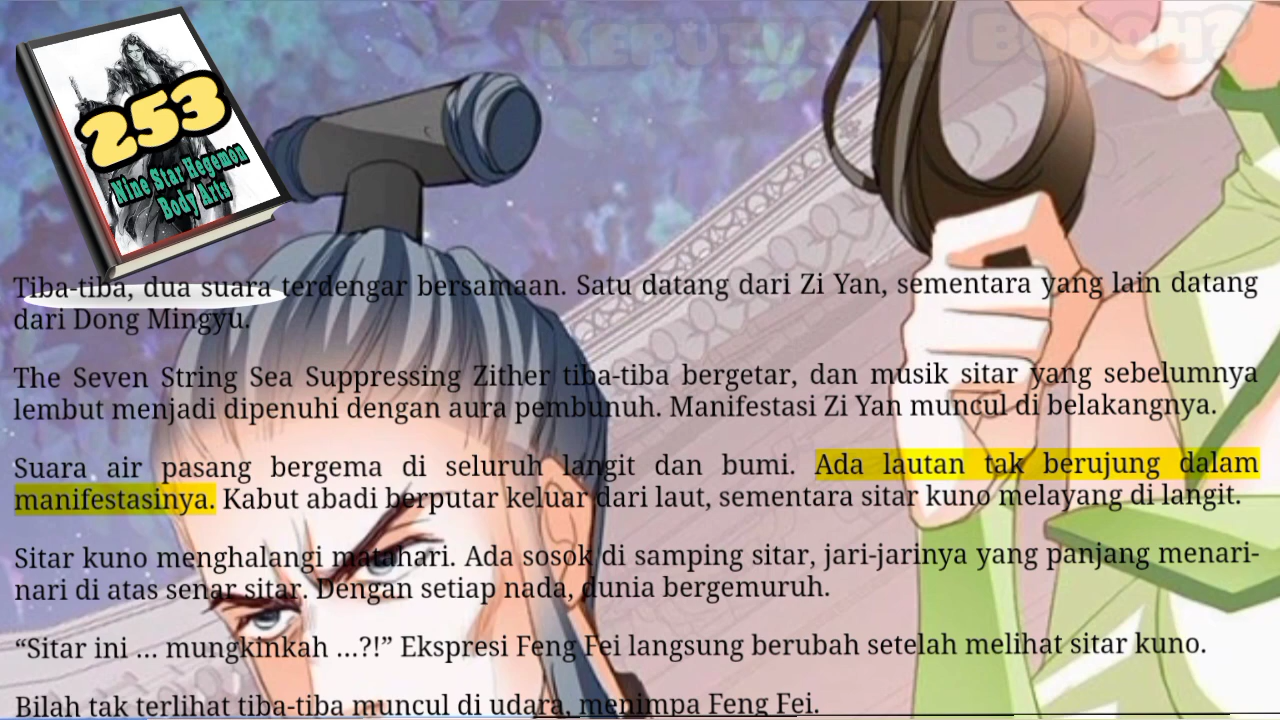 KEPUTUSAN BODOH?
253
Nine Star Hegemon
Body Arts
Tiba-tiba, dua suara terdengar bersamaan. Satu datang dari Zi Yan, sementara yang lain datang
dari Dong Mingyu.
The Seven String Sea Suppressing Zither tiba-tiba bergetar, dan musik sitar yang sebelumnya
lembut menjadi dipenuhi dengan aura pembunuh. Manifestasi Zi Yan muncul di belakangnya.
Suara air pasang bergema di seluruh langit dan bumi. Ada lautan tak berujung dalam
manifestasinya. Kabut abadi berputar keluar dari laut, sementara sitar kuno melayang di langit.
Sitar kuno menghalangi matahari. Ada sosok di samping sitar, jari-jarinya yang panjang menari-
nari di atas senar sitar. Dengan setiap nada, dunia bergemuruh.
“Sitar ini ... mungkinkah ...?!” Ekspresi Feng Fei langsung berubah setelah melihat sitar kuno.
Bilah tak terlihat tiba-tiba muncul di udara, menimpa Feng Fei.